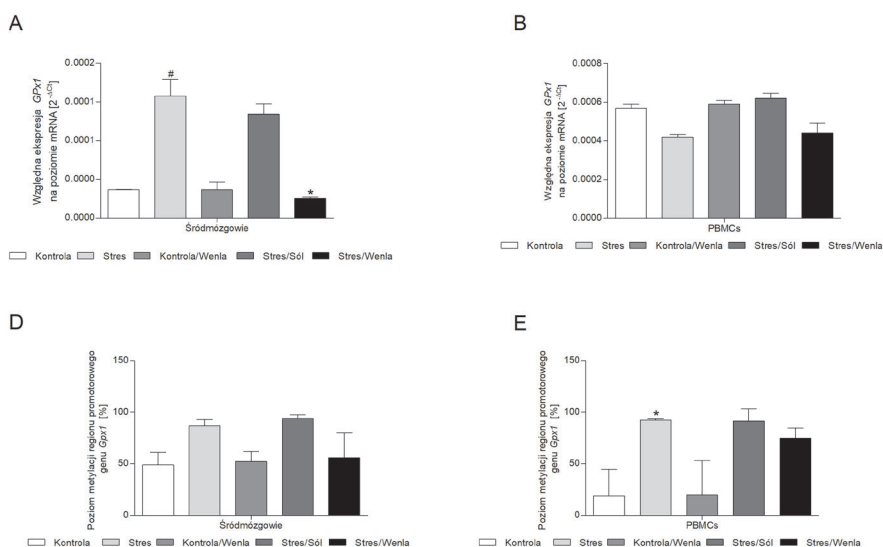 A
Względna ekspresja GPx1
na poziomie mRNA [2 -ΔCt]
0.0002
0.0001
0.0001
0.0000
0.0000
#
*
Śródmózgowie
Kontrola Stres Kontrola/Wenla Stres/Sól Stres/Wenla
B
Względna ekspresja GPx1
na poziomie mRNA [2 -ΔCt]
0.0008
0.0006
0.0004
0.0002
0.0000
PBMCs
Kontrola Stres Kontrola/Wenla Stres/Sól Stres/Wenla
D
Poziom metylacji regionu promotorowego
genu Gpx1 [%]
150
100
50
0
Śródmózgowie
Kontrola Stres Kontrola/Wenla Stres/Sól Stres/Wenla
E
Poziom metylacji regionu promotorowego
genu Gpx1 [%]
150
100
50
0
*
PBMCs
Kontrola Stres Kontrola/Wenla Stres/Sól Stres/Wenla